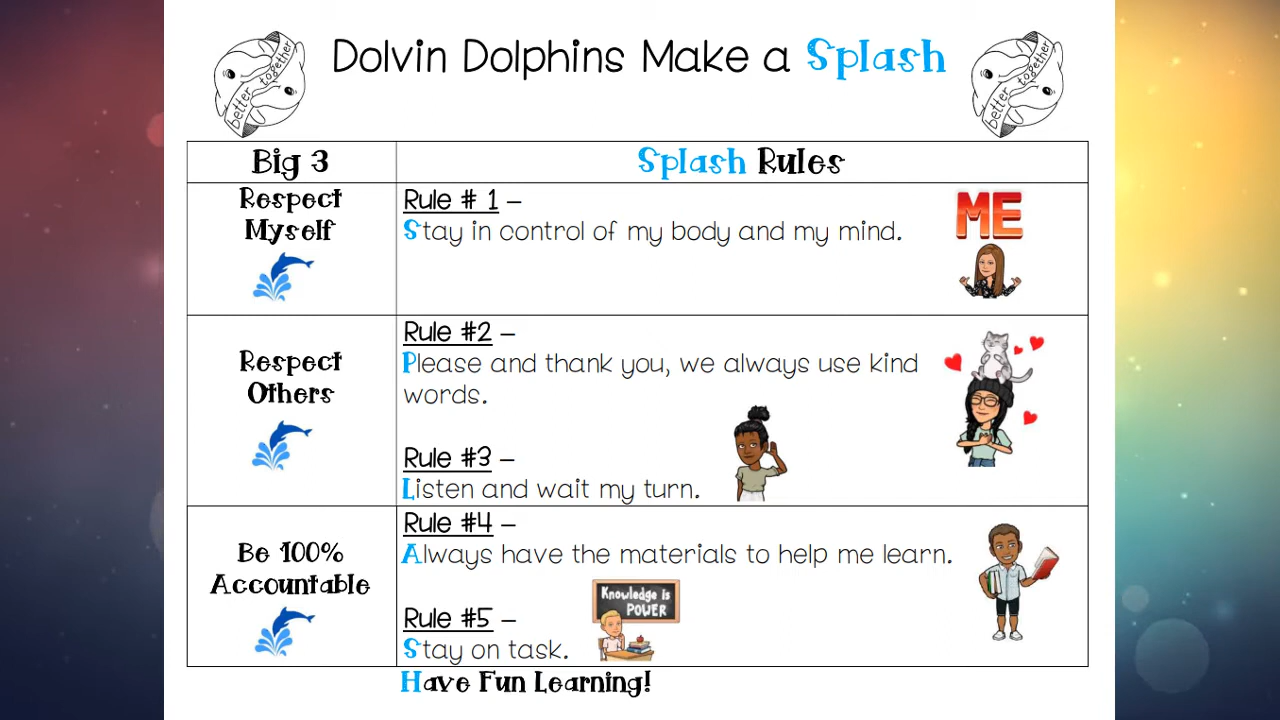 Dolvin Dolphins Make a Splash
better together
better together
Big 3
Splash Rules
Respect
Myself
Rule # 1 –
Stay in control of my body and my mind.
ME
Respect
Others
Rule #2 –
Please and thank you, we always use kind
words.
Rule #3 –
Listen and wait my turn.
Be 100%
Accountable
Rule #4 –
Always have the materials to help me learn.
Rule #5 –
Stay on task.
Knowledge is
POWER
Have Fun Learning!